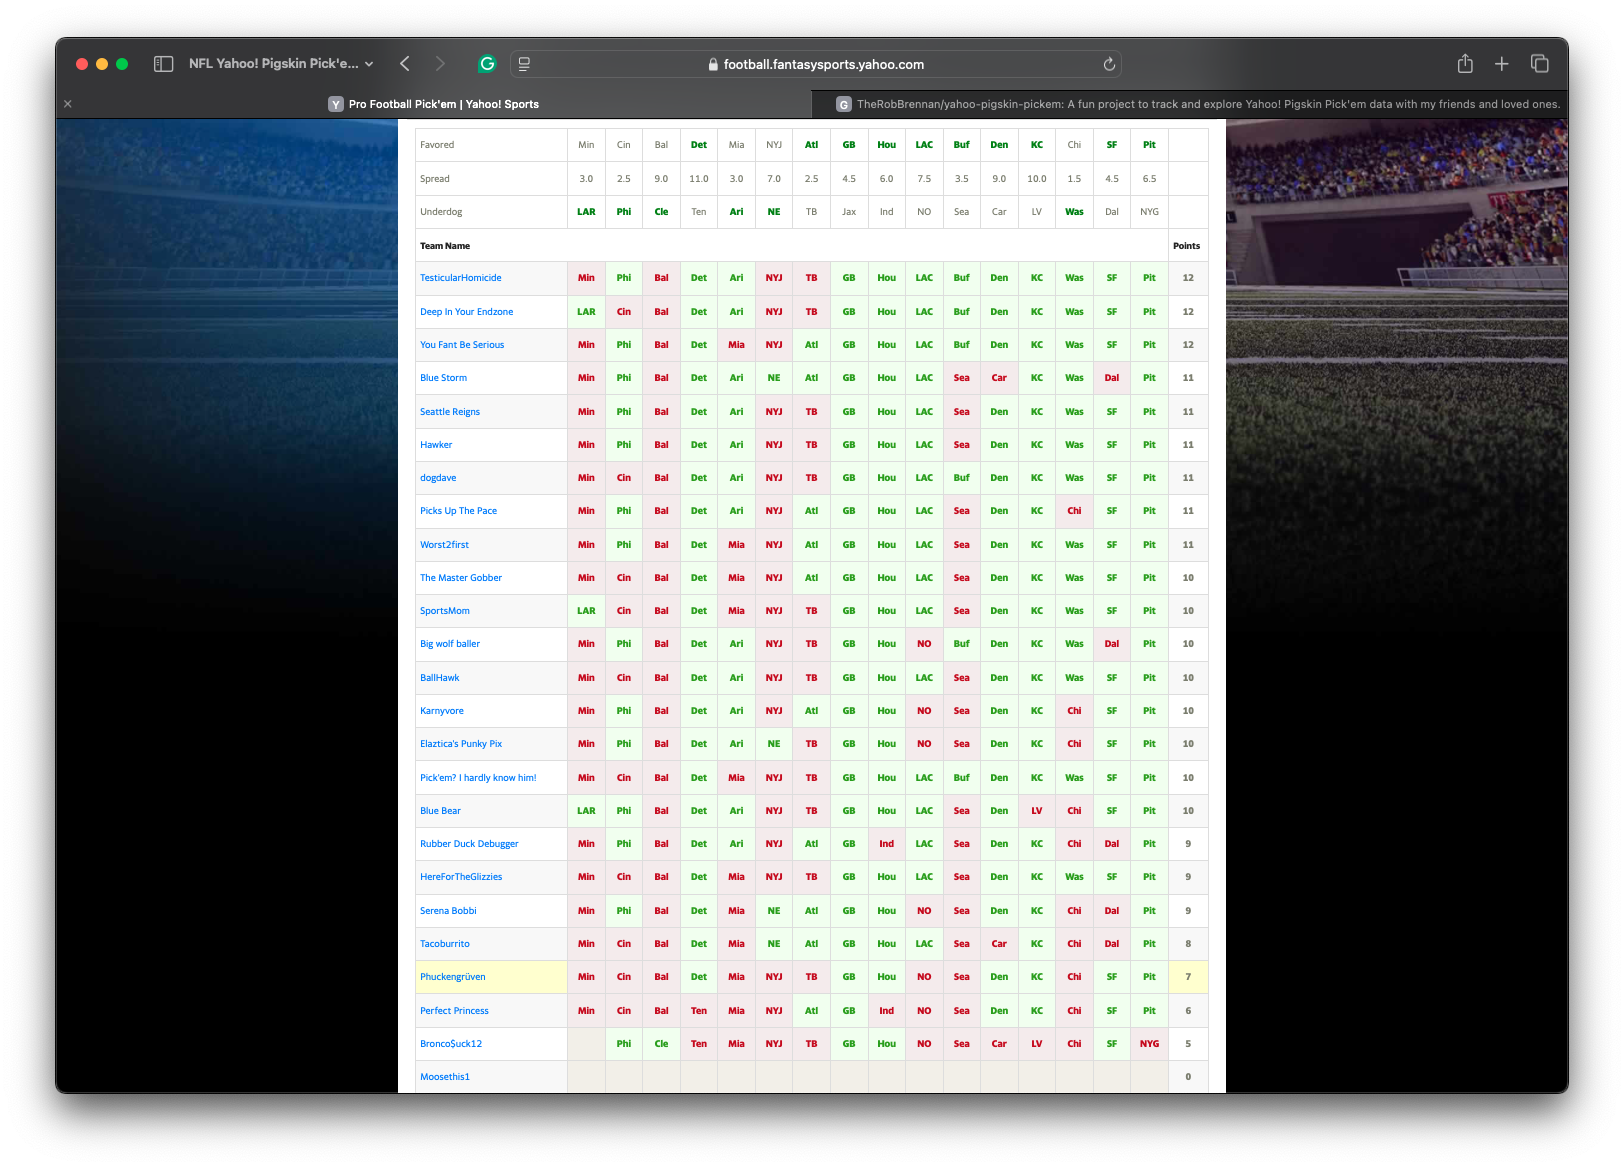 NFL Yahoo! Pigskin Pick'e...
football.fantasysports.yahoo.com
Y Pro Football Pick'em | Yahoo! Sports
G TheRobBrennan/yahoo-pigskin-pickem: A fun project to track and explore Yahoo! Pigskin Pick'em data with my friends and loved ones.
Favored Min Cin Bal Det Mia NYJ Atl GB Hou LAC Buf Den KC Chi SF Pit
Spread 3.0 2.5 9.0 11.0 3.0 7.0 2.5 4.5 6.0 7.5 3.5 9.0 10.0 1.5 4.5 6.5
Underdog LAR Phi Cle Ten Ari NE TB Jax Ind NO Sea Car LV Was Dal NYG
Team Name Points
TesticularHomicide Min Phi Bal Det Ari NYJ TB GB Hou LAC Buf Den KC Was SF Pit 12
Deep In Your Endzone LAR Cin Bal Det Ari NYJ TB GB Hou LAC Buf Den KC Was SF Pit 12
You Fant Be Serious Min Phi Bal Det Mia NYJ Atl GB Hou LAC Buf Den KC Was SF Pit 12
Blue Storm Min Phi Bal Det Ari NE Atl GB Hou LAC Sea Car KC Was Dal Pit 11
Seattle Reigns Min Phi Bal Det Ari NYJ TB GB Hou LAC Sea Den KC Was SF Pit 11
Hawker Min Phi Bal Det Ari NYJ TB GB Hou LAC Sea Den KC Was SF Pit 11
dogdave Min Cin Bal Det Ari NYJ TB GB Hou LAC Buf Den KC Was SF Pit 11
Picks Up The Pace Min Phi Bal Det Ari NYJ Atl GB Hou LAC Sea Den KC Chi SF Pit 11
Worst2first Min Phi Bal Det Mia NYJ Atl GB Hou LAC Sea Den KC Was SF Pit 11
The Master Gobber Min Cin Bal Det Mia NYJ Atl GB Hou LAC Sea Den KC Was SF Pit 10
SportsMom LAR Cin Bal Det Mia NYJ TB GB Hou LAC Sea Den KC Was SF Pit 10
Big wolf baller Min Phi Bal Det Ari NYJ TB GB Hou NO Buf Den KC Was Dal Pit 10
BallHawk Min Cin Bal Det Ari NYJ TB GB Hou LAC Sea Den KC Was SF Pit 10
Karnyvore Min Phi Bal Det Ari NYJ Atl GB Hou NO Sea Den KC Chi SF Pit 10
Elaztica's Punky Pix Min Phi Bal Det Ari NE TB GB Hou NO Sea Den KC Chi SF Pit 10
Pick'em? I hardly know him! Min Cin Bal Det Mia NYJ TB GB Hou LAC Buf Den KC Was SF Pit 10
Blue Bear LAR Phi Bal Det Ari NYJ TB GB Hou LAC Sea Den LV Chi SF Pit 10
Rubber Duck Debugger Min Phi Bal Det Ari NYJ Atl GB Ind LAC Sea Den KC Chi Dal Pit 9
HereForTheGlizzies Min Cin Bal Det Mia NYJ TB GB Hou LAC Sea Den KC Was SF Pit 9
Serena Bobbi Min Phi Bal Det Mia NE Atl GB Hou NO Sea Den KC Chi Dal Pit 9
Tacoburrito Min Cin Bal Det Mia NE Atl GB Hou LAC Sea Car KC Chi Dal Pit 8
Phuckengrüven Min Cin Bal Det Mia NYJ TB GB Hou NO Sea Den KC Chi SF Pit 7
Perfect Princess Min Cin Bal Ten Mia NYJ Atl GB Ind NO Sea Den KC Chi SF Pit 6
Bronco$uck12 Phi Cle Ten Mia NYJ TB GB Hou NO Sea Car LV Chi SF NYG 5
Moosethis1 0